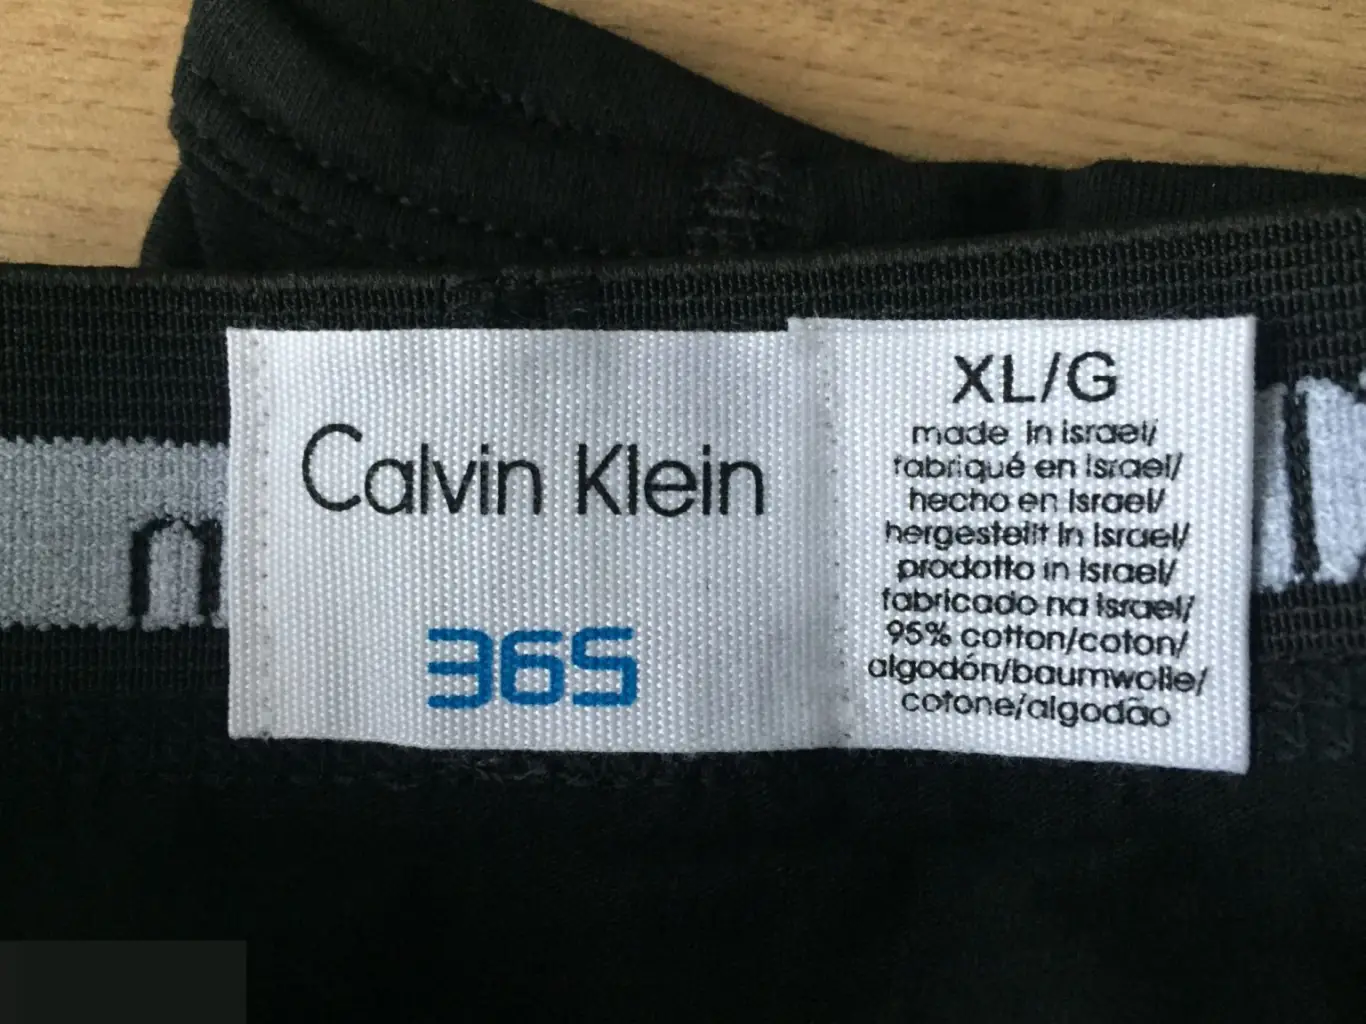 Calvin Klein
365
XL/G
made in israel/
fabriqué en israel/
hecho en israel/
hergestellt in israel/
prodotto in israel/
fabricado na israel/
95% cotton/coton/
algodón/baumwolle/
cotone/algodão